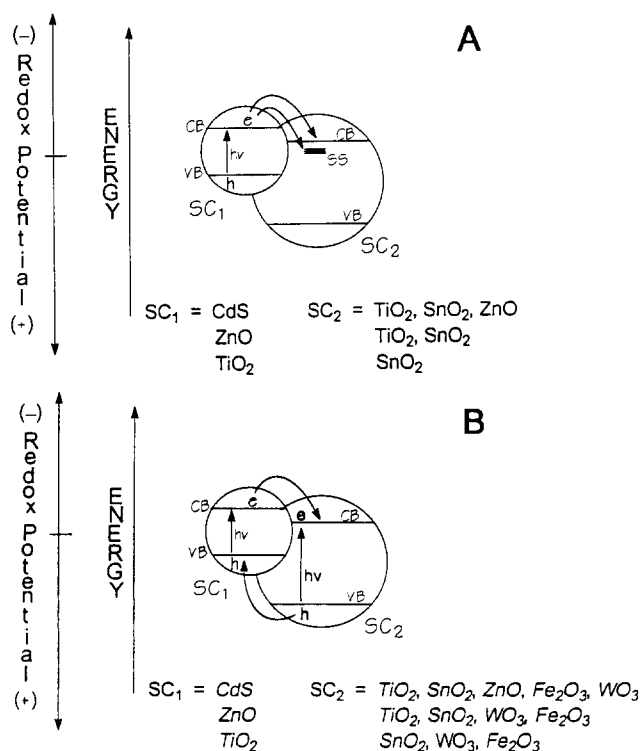 A
(–)
Redox Potential
(+)
ENERGY
CB
e
hν
VB
h
SC1
CB
SS
VB
SC2
SC1 = CdS SC2 = TiO2, SnO2, ZnO
ZnO TiO2, SnO2
TiO2 SnO2
B
(–)
Redox Potential
(+)
ENERGY
CB
e
hν
VB
h
SC1
e
CB
hν
VB
h
SC2
SC1 = CdS SC2 = TiO2, SnO2, ZnO, Fe2O3, WO3
ZnO TiO2, SnO2, WO3, Fe2O3
TiO2 SnO2, WO3, Fe2O3